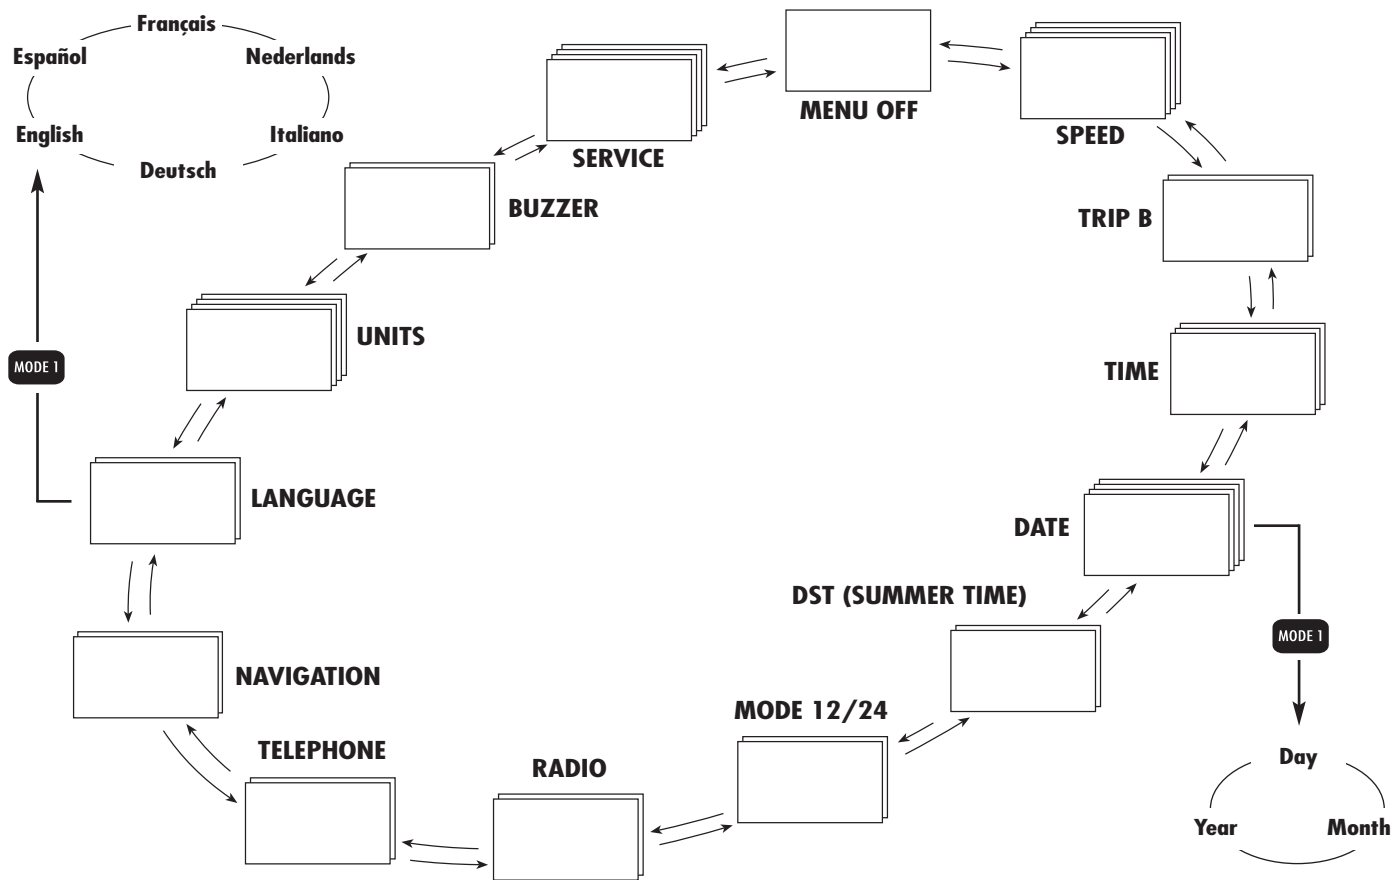 Français
Español
Nederlands
English
Italiano
Deutsch
MENU OFF
SPEED
SERVICE
BUZZER
TRIP B
UNITS
TIME
MODE 1
LANGUAGE
DATE
DST (SUMMER TIME)
MODE 1
NAVIGATION
MODE 12/24
TELEPHONE
RADIO
Day
Year
Month